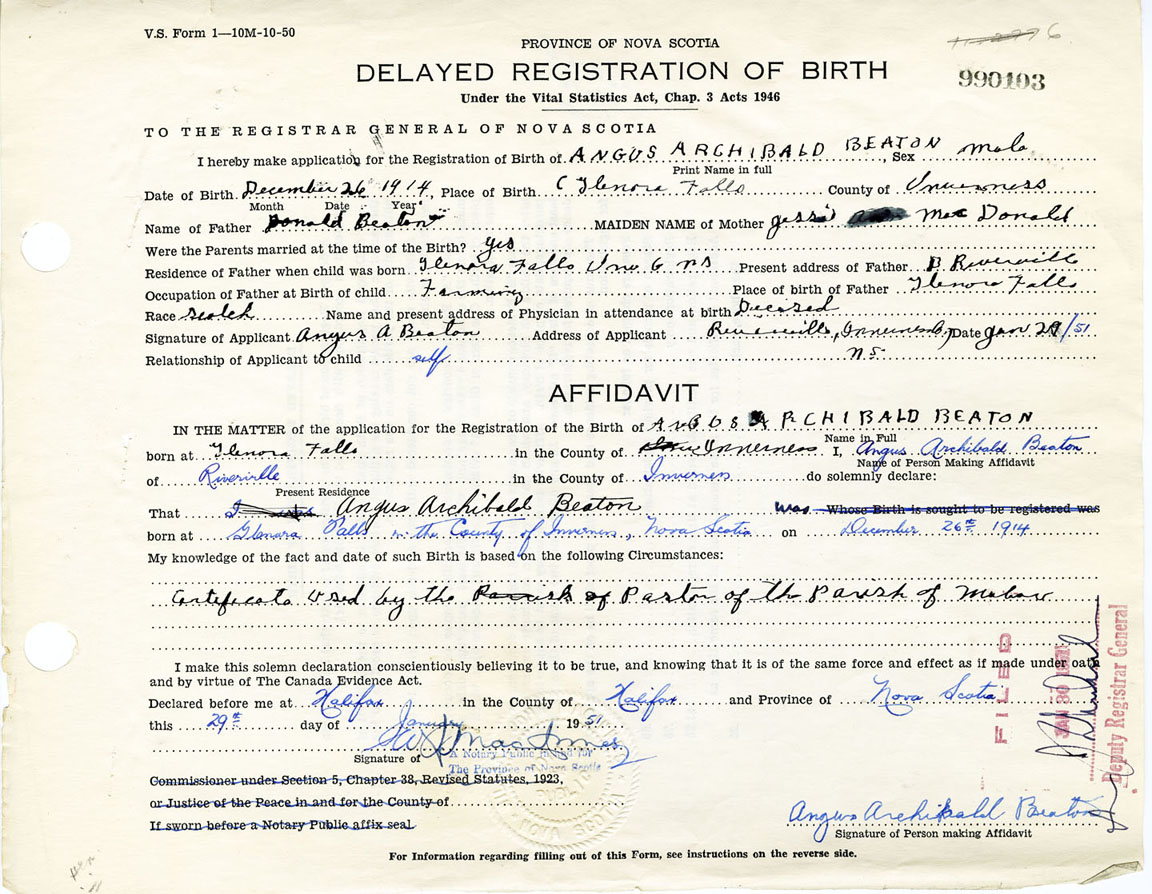 V.S. Form 1—10M-10-50
PROVINCE OF NOVA SCOTIA
DELAYED REGISTRATION OF BIRTH
990103
Under the Vital Statistics Act, Chap. 3 Acts 1946
TO THE REGISTRAR GENERAL OF NOVA SCOTIA
I hereby make application for the Registration of Birth of ANGUS ARCHIBALD BEATON, Sex Male
Print Name in full
Date of Birth December 26 1914, Place of Birth Glenora Falls County of Inverness
Month Date Year
Name of Father Donald Beaton MAIDEN NAME of Mother Jessie Mac Donald
Were the Parents married at the time of the Birth? yes
Residence of Father when child was born Glenora Falls Inv. Co NS Present address of Father Riverville
Occupation of Father at Birth of child Farming Place of birth of Father Glenora Falls
Race Scotch Name and present address of Physician in attendance at birth Deceased
Signature of Applicant Angus A Beaton Address of Applicant Riverville, Inverness Co, Date Jan 29/51
N.S.
Relationship of Applicant to child self
AFFIDAVIT
IN THE MATTER of the application for the Registration of the Birth of ANGUS ARCHIBALD BEATON
Name in Full
born at Glenora Falls in the County of Inverness I, Angus Archibald Beaton
Name of Person Making Affidavit
of Riverville in the County of Inverness do solemnly declare:
Present Residence
That Angus Archibald Beaton was Whose Birth is sought to be registered was
born at Glenora Falls in the County of Inverness, Nova Scotia on December 26th 1914
My knowledge of the fact and date of such Birth is based on the following Circumstances:
Certificate by the Parish of Pastor of the Parish of Mabou
I make this solemn declaration conscientiously believing it to be true, and knowing that it is of the same force and effect as if made under oath
and by virtue of The Canada Evidence Act.
Declared before me at Halifax in the County of Halifax and Province of Nova Scotia
this 29th day of January 1951
Signature of
A Notary Public in and for
The Province of Nova Scotia
Commissioner under Section 5, Chapter 38, Revised Statutes, 1923,
or Justice of the Peace in and for the County of
If sworn before a Notary Public affix seal
FILED
JAN 30 1951
Deputy Registrar General
Angus Archibald Beaton
Signature of Person making Affidavit
For Information regarding filling out of this Form, see instructions on the reverse side.